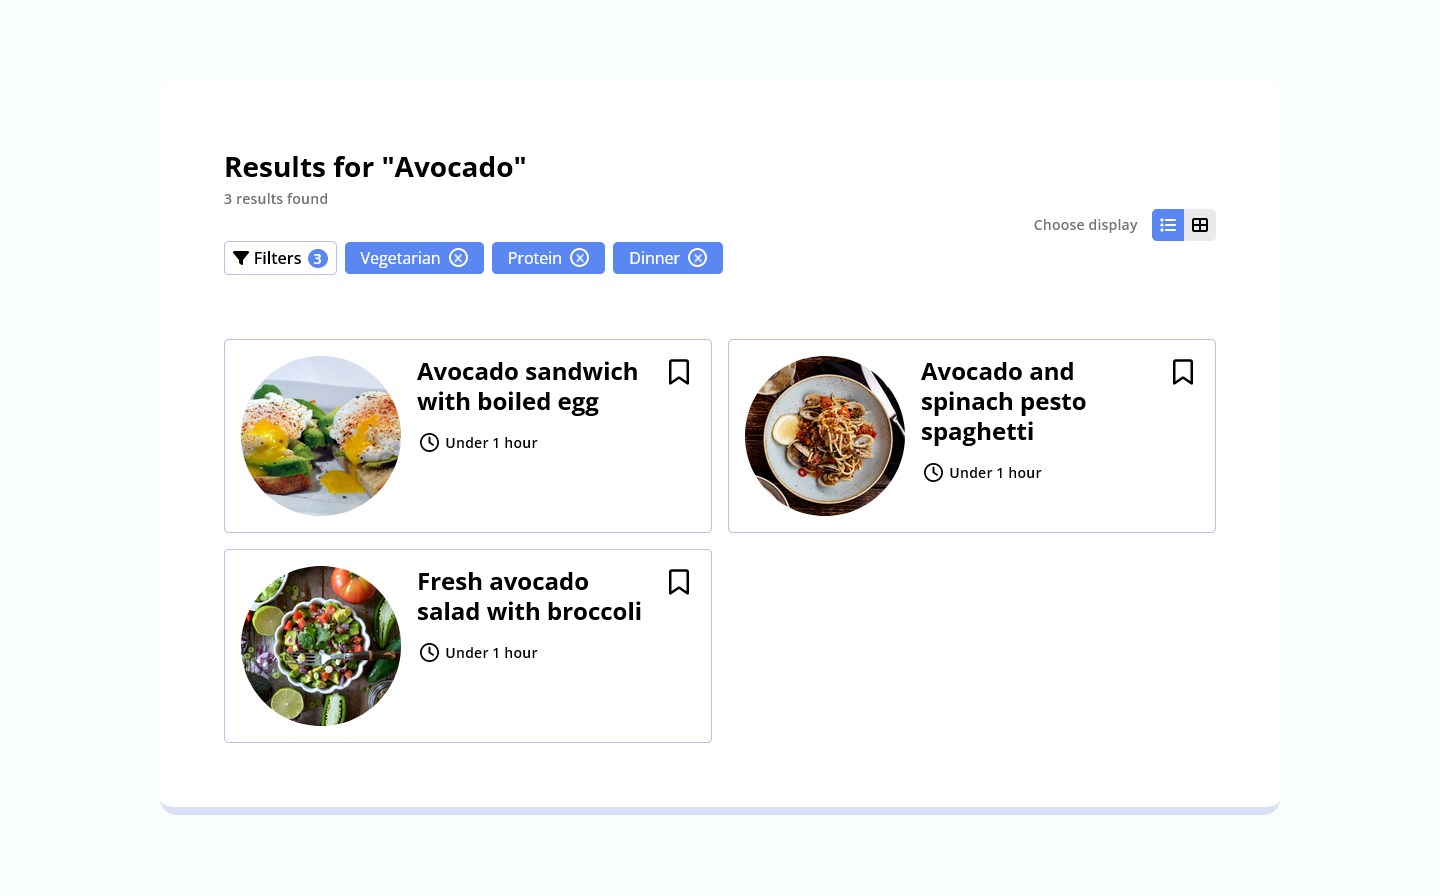 Results for "Avocado"
3 results found
Choose display
Filters 3 Vegetarian Protein Dinner
Avocado sandwich
with boiled egg
Under 1 hour
Avocado and
spinach pesto
spaghetti
Under 1 hour
Fresh avocado
salad with broccoli
Under 1 hour